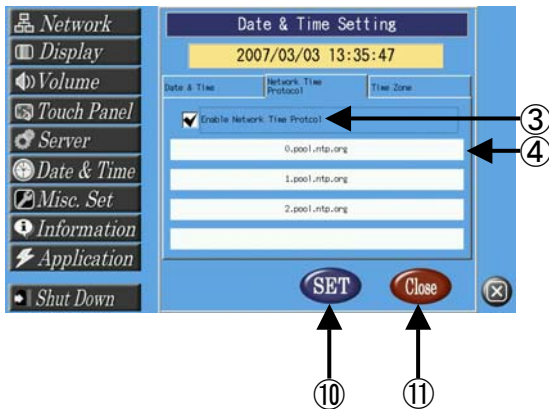 Network
Display
Volume
Touch Panel
Server
Date & Time
Misc. Set
Information
Application
Shut Down
Date & Time Setting
2007/03/03 13:35:47
Date & Time
Network Time Protocol
Time Zone
Enable Network Time Protcol
0.pool.ntp.org
1.pool.ntp.org
2.pool.ntp.org
SET
Close
③
④
⑩
⑪